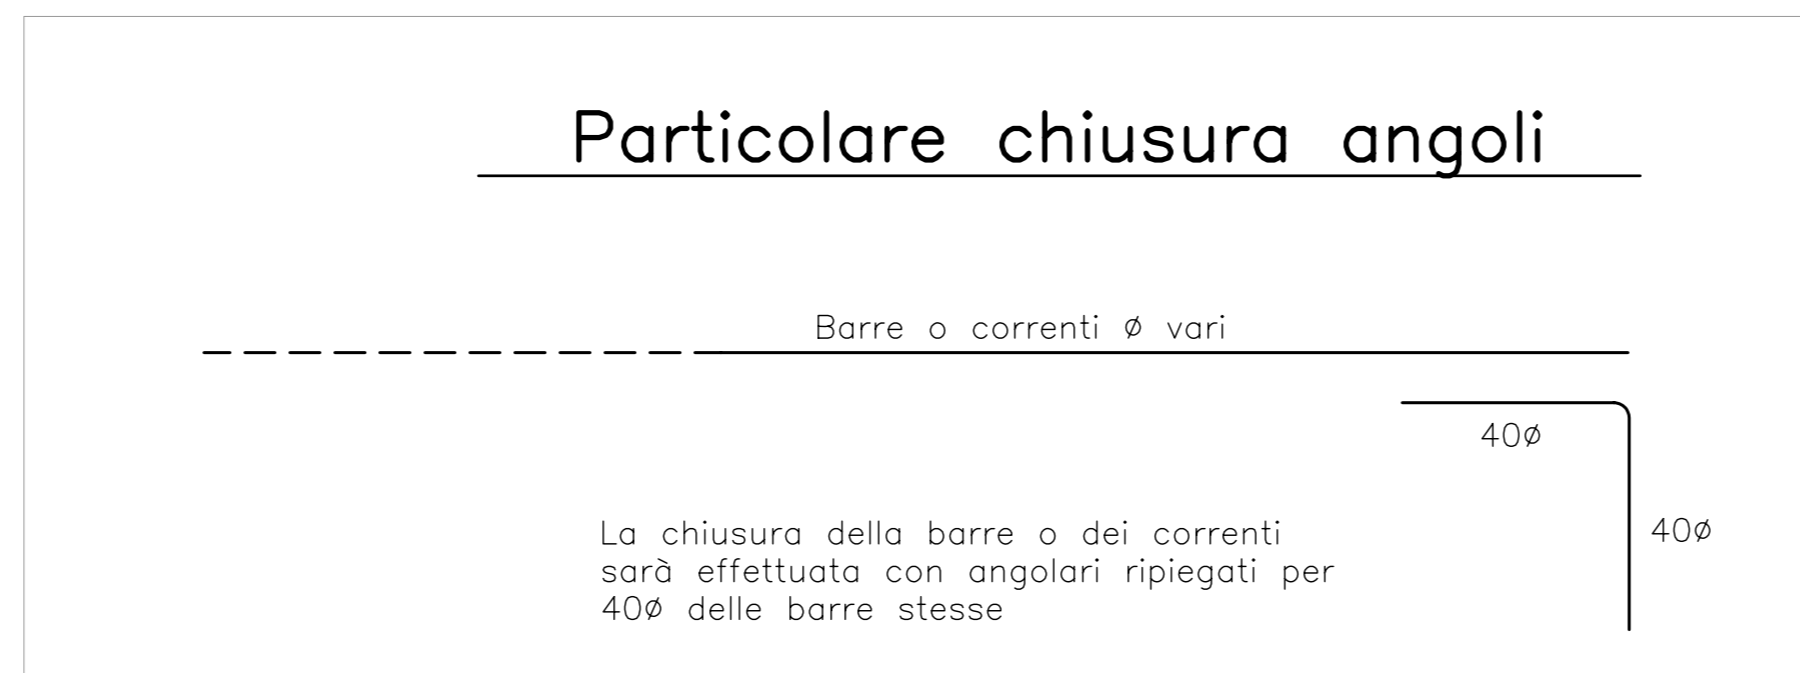 Particolare chiusura angoli
Barre o correnti ø vari
40ø
40ø
La chiusura della barre o dei correnti
sarà effettuata con angolari ripiegati per
40ø delle barre stesse